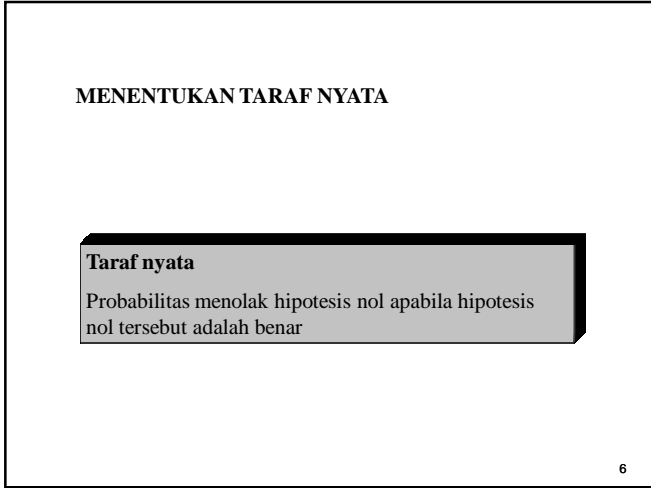 MENENTUKAN TARAF NYATA
Taraf nyata
Probabilitas menolak hipotesis nol apabila hipotesis
nol tersebut adalah benar
6